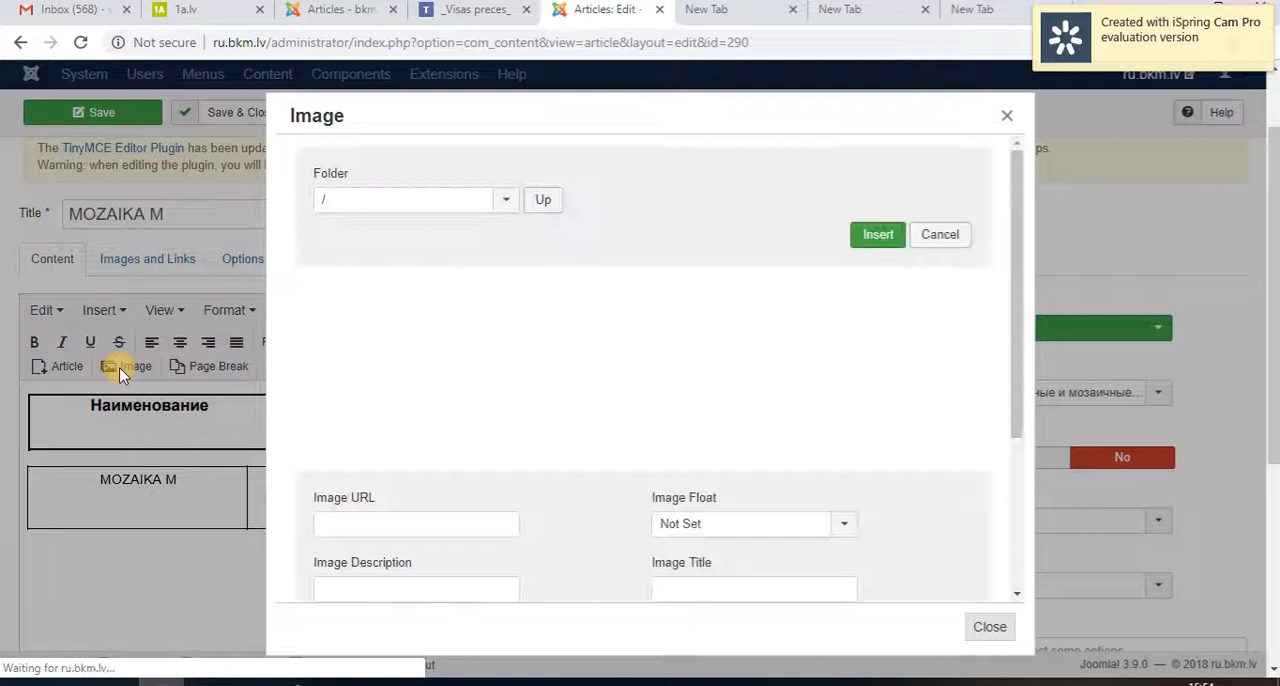 Inbox (568) -
1a.lv
Articles - bkm
_Visas preces_
Articles: Edit -
New Tab
New Tab
New Tab
Created with iSpring Cam Pro
evaluation version
Not secure
ru.bkm.lv/administrator/index.php?option=com_content&view=article&layout=edit&id=290
System
Users
Menus
Content
Components
Extensions
Help
ru.bkm.lv
Save
Save & Clo
Image
Help
The TinyMCE Editor Plugin has been upda
ps.
Warning: when editing the plugin, you will l
Folder
/
Up
Title *
MOZAIKA M
Insert
Cancel
Content
Images and Links
Options
Edit
Insert
View
Format
B I U S
Article
Image
Page Break
Наименование
ные и мозаичные...
No
MOZAIKA M
Image URL
Image Float
Not Set
Image Description
Image Title
Close
Waiting for ru.bkm.lv...
out
Joomla! 3.9.0 — © 2018 ru.bkm.lv